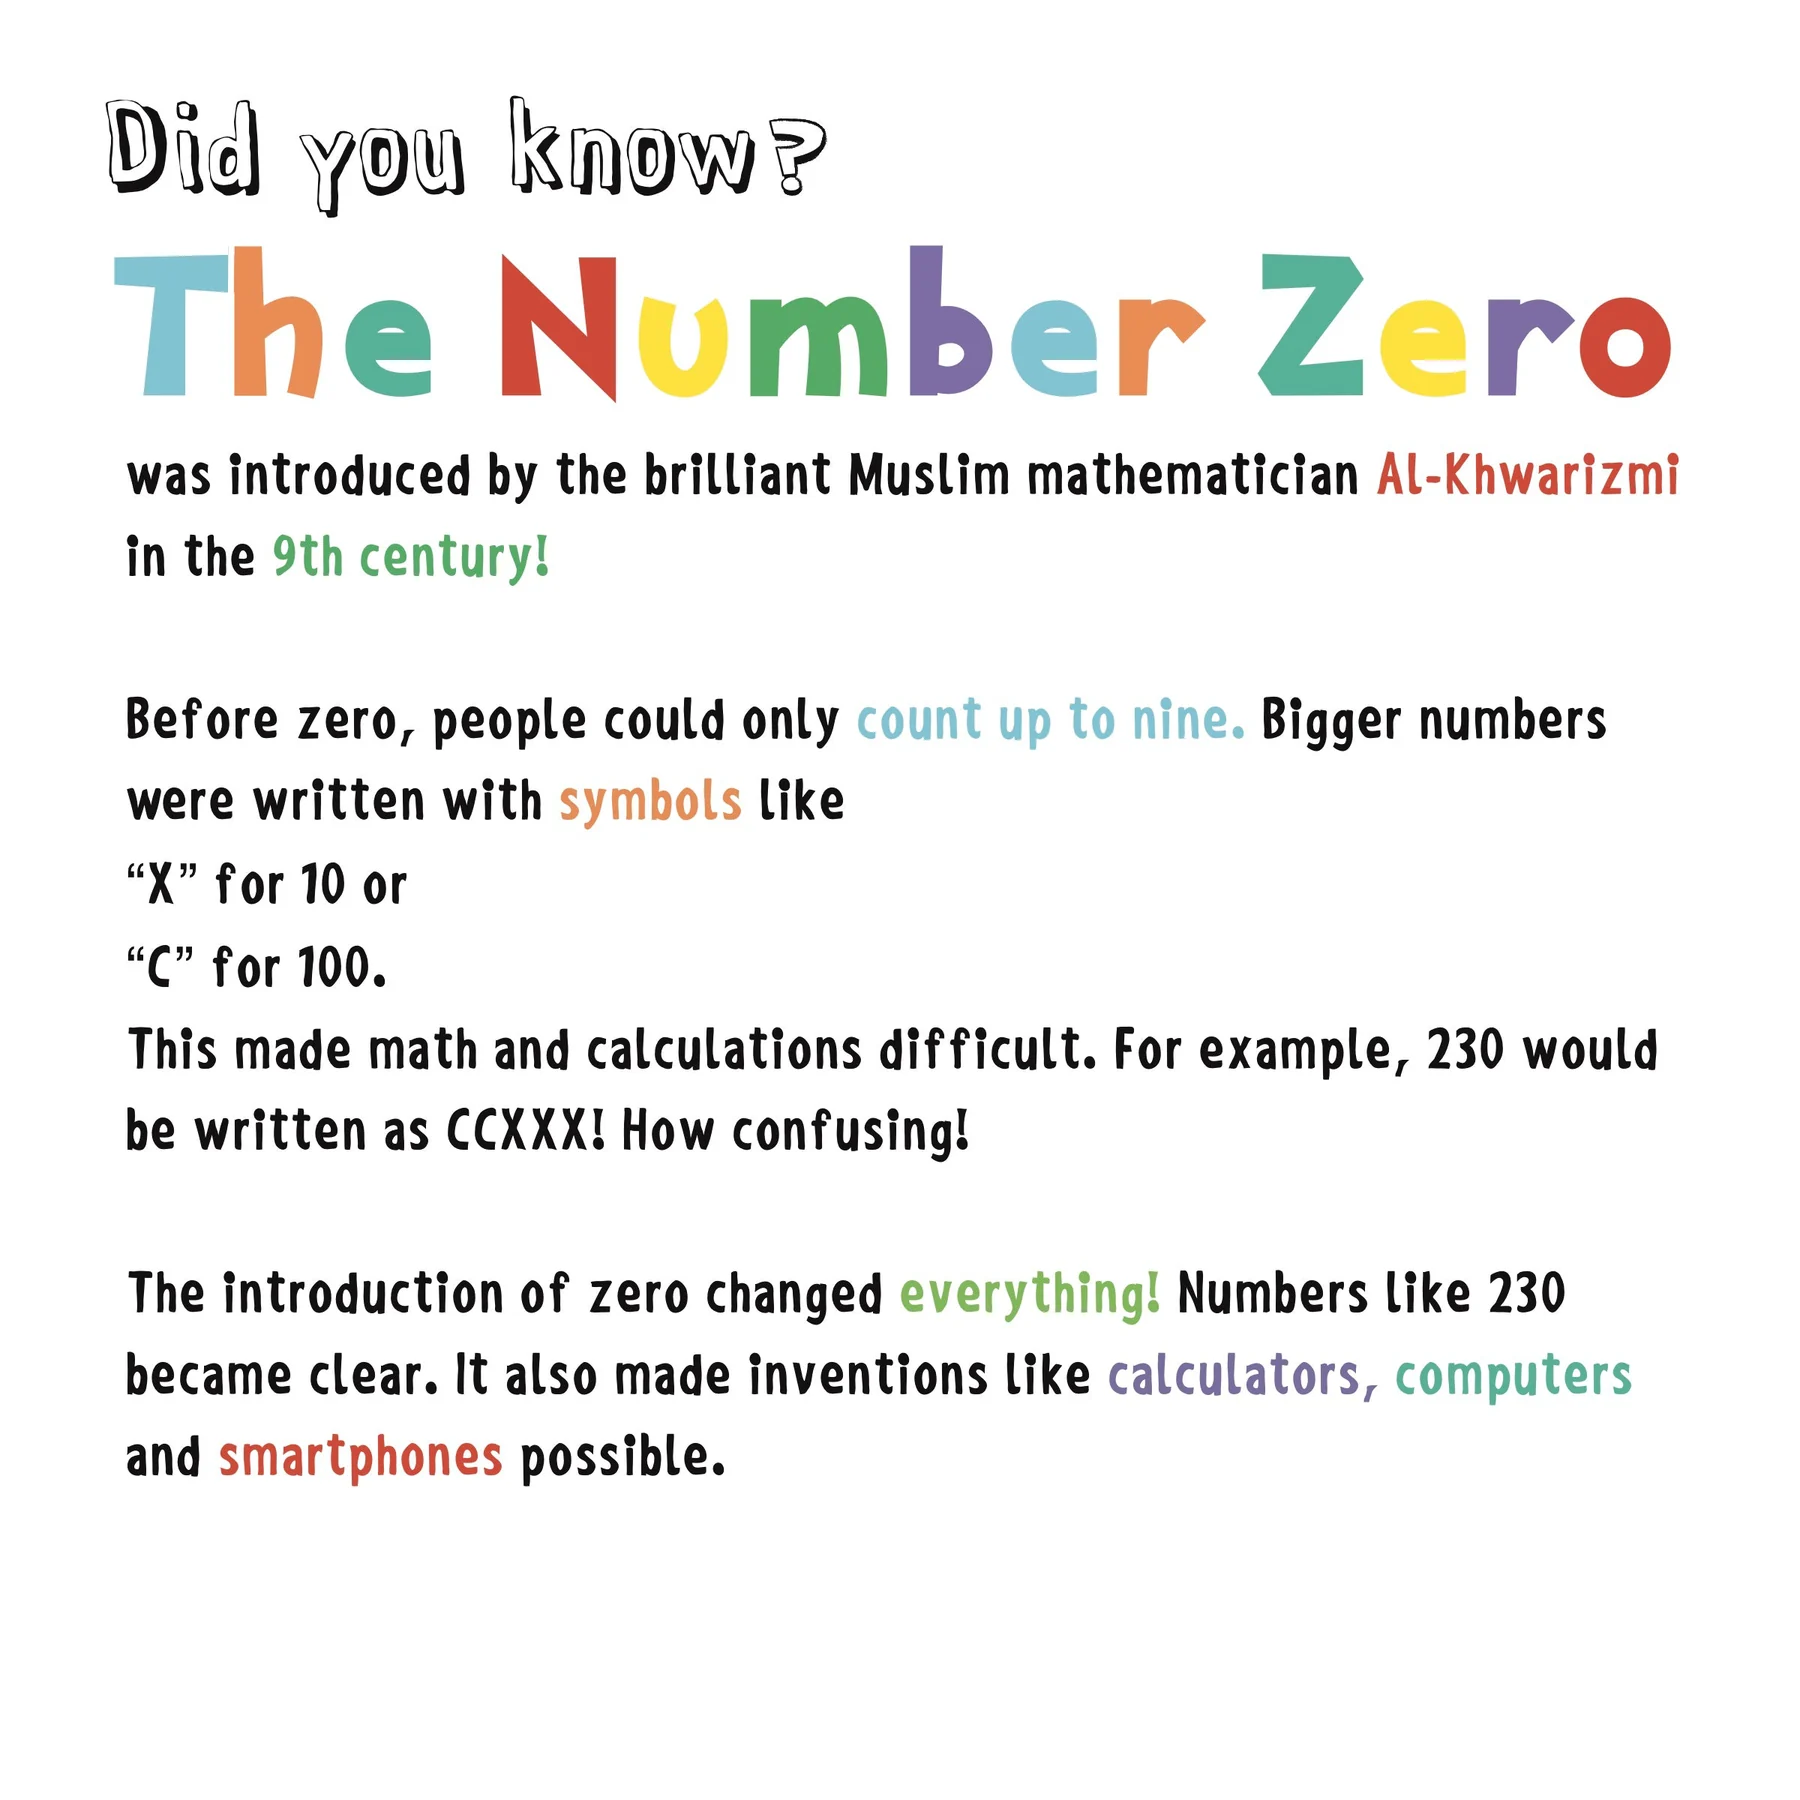 Did you know?
The Number Zero
was introduced by the brilliant Muslim mathematician Al-Khwarizmi
in the 9th century!
Before zero, people could only count up to nine. Bigger numbers
were written with symbols like
“X” for 10 or
“C” for 100.
This made math and calculations difficult. For example, 230 would
be written as CCXXX! How confusing!
The introduction of zero changed everything! Numbers like 230
became clear. It also made inventions like calculators, computers
and smartphones possible.